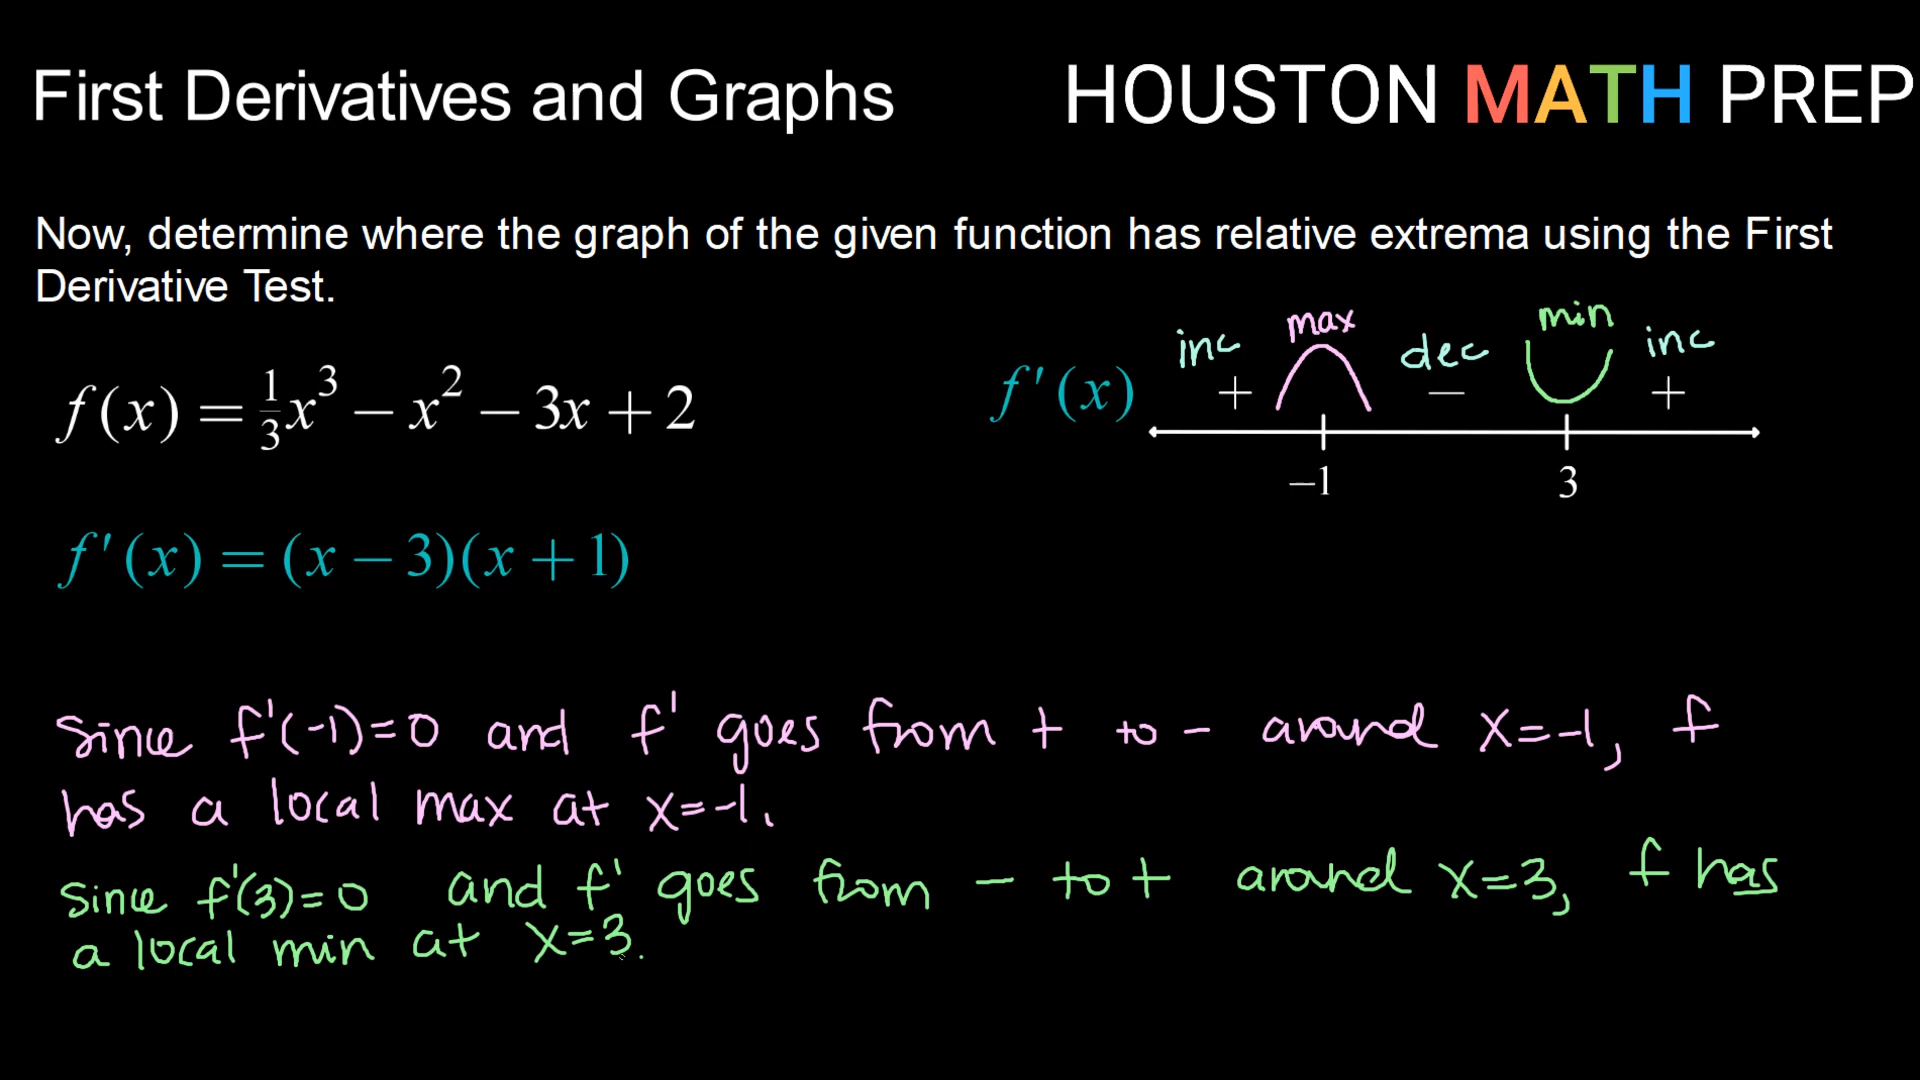 First Derivatives and Graphs
HOUSTON MATH PREP
Now, determine where the graph of the given function has relative extrema using the First
Derivative Test.
f(x) = 1/3 x³ − x² − 3x + 2
f'(x)
inc max dec min inc
+ − +
−1 3
f'(x) = (x − 3)(x + 1)
Since f'(-1)=0 and f' goes from + to - around x=-1, f
has a local max at x=-1.
Since f'(3)=0 and f' goes from - to + around x=3, f has
a local min at x=3.